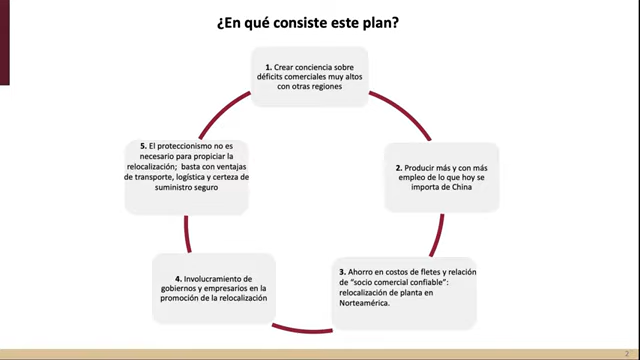 ¿En qué consiste este plan?
1. Crear conciencia sobre
déficits comerciales muy altos
con otras regiones
2. Producir más y con más
empleo de lo que hoy se
importa de China
3. Ahorro en costos de fletes y relación
de “socio comercial confiable”:
relocalización de planta en
Norteamérica.
4. Involucramiento de
gobiernos y empresarios en la
promoción de la relocalización
5. El proteccionismo no es
necesario para propiciar la
relocalización; basta con ventajas
de transporte, logística y certeza de
suministro seguro
2